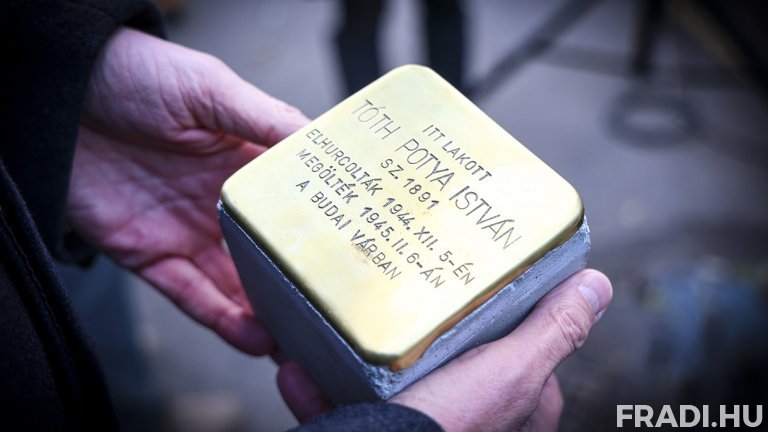 ITT LAKOTT
TÓTH POTYA ISTVÁN
SZ. 1891
ELHURCOLTÁK 1944. XII. 5-ÉN
MEGÖLTÉK 1945. II. 6-ÁN
A BUDAI VÁRBAN
FRADI.HU